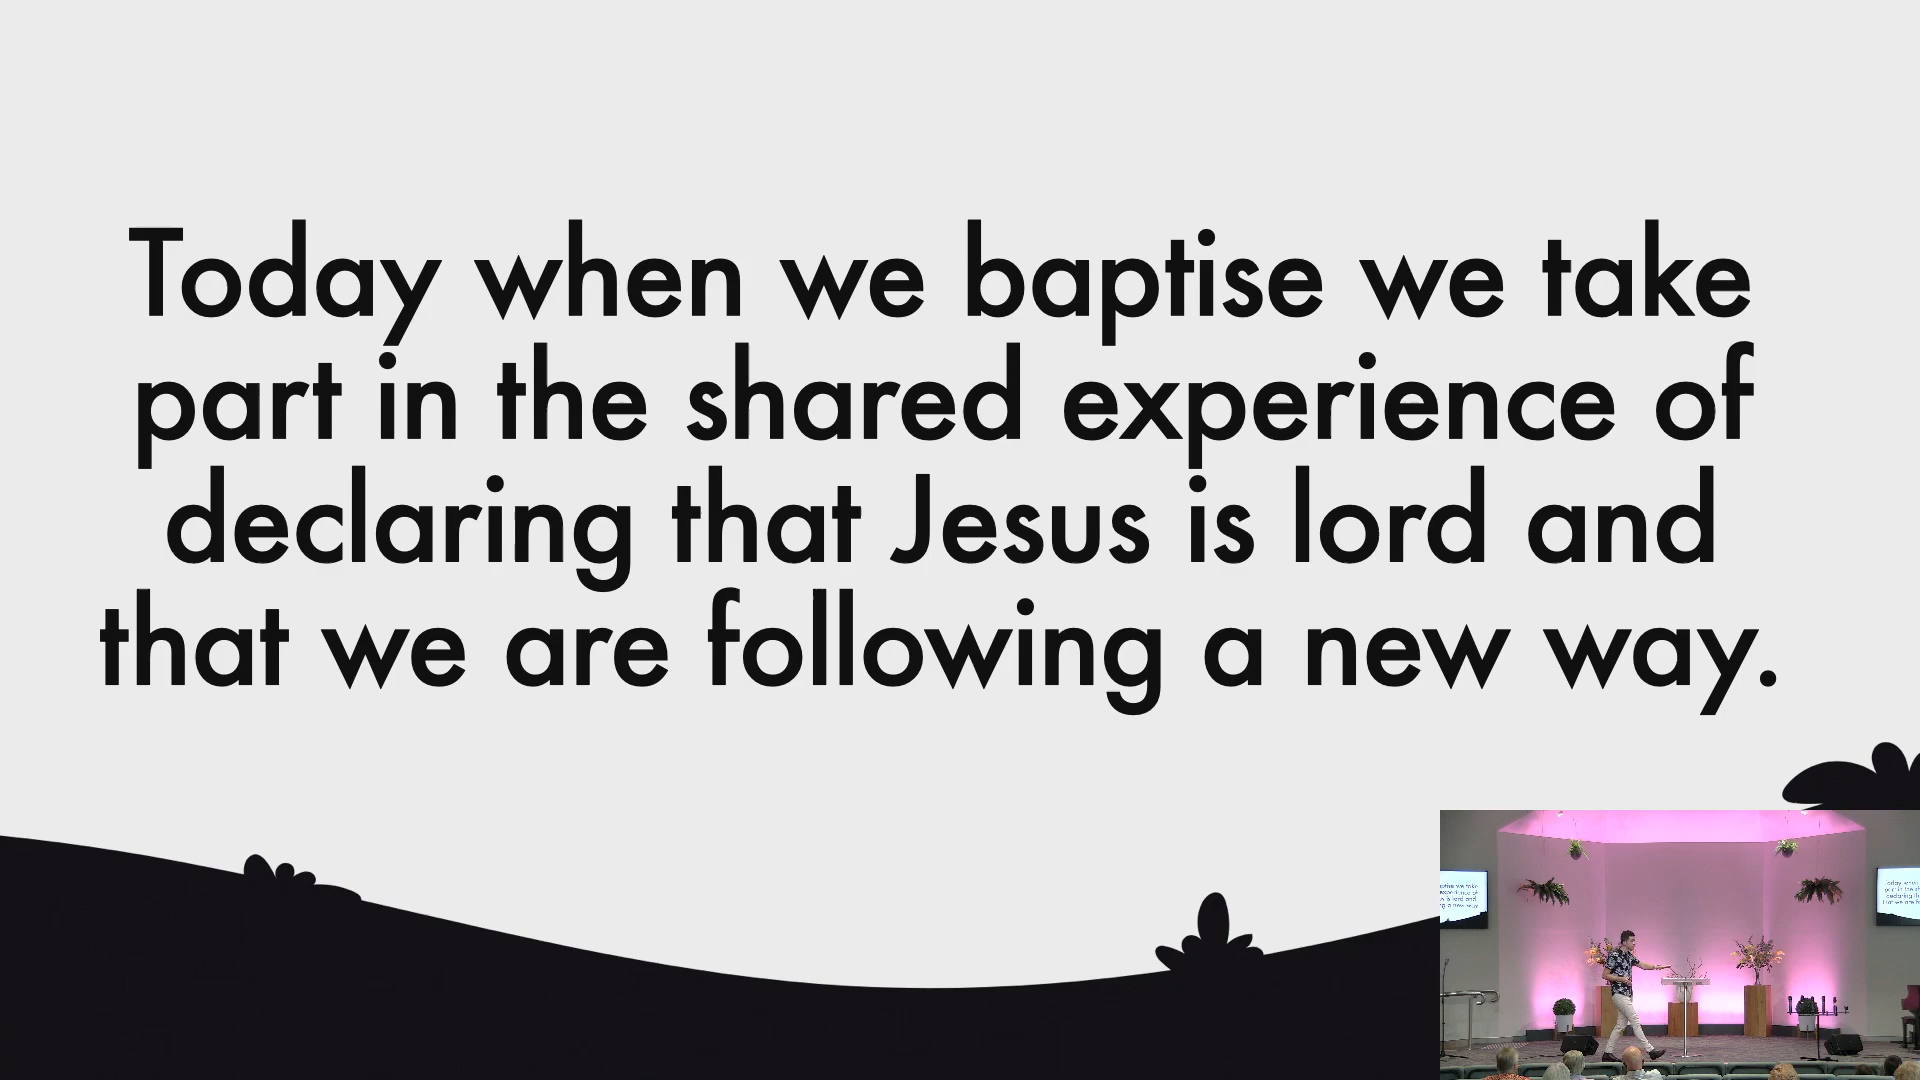 Today when we baptise we take
part in the shared experience of
declaring that Jesus is lord and
that we are following a new way.